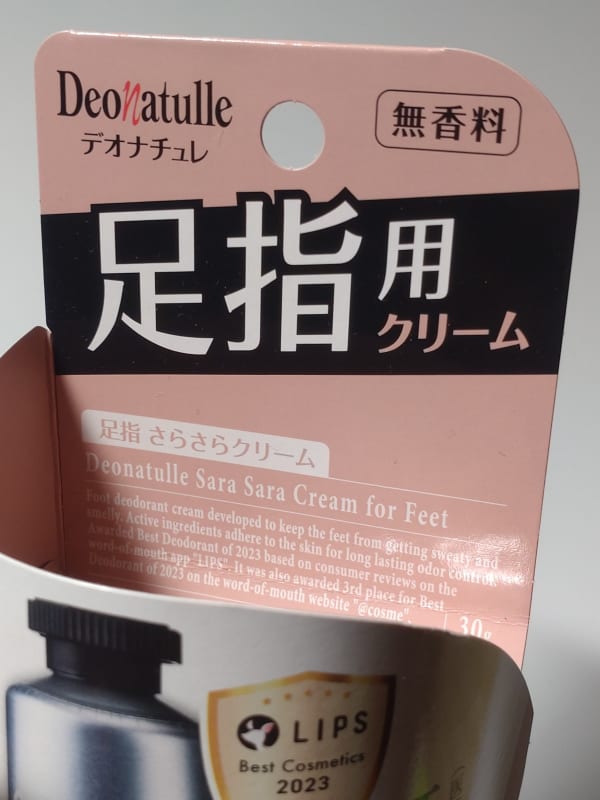 Deonatulle
デオナチュレ
無香料
足指用
クリーム
足指 さらさらクリーム
Deonatulle Sara Sara Cream for Feet
Foot deodorant cream developed to keep the feet from getting sweaty and
smelly. Active ingredients adhere to the skin for long lasting odor control.
Awarded Best Deodorant of 2023 based on consumer reviews on the
word-of-mouth app "LIPS". It was also awarded 3rd place for Best
Deodorant of 2023 on the word-of-mouth website "@cosme".
30g
LIPS
Best Cosmetics
2023